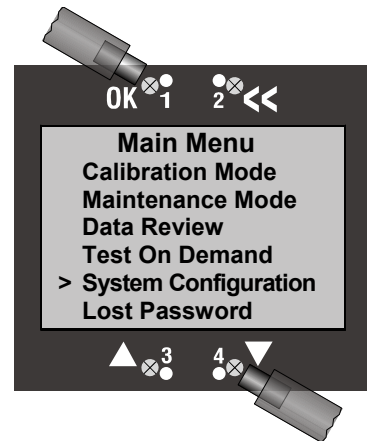 OK 1 2 <<
Main Menu
Calibration Mode
Maintenance Mode
Data Review
Test On Demand
> System Configuration
Lost Password
3 4